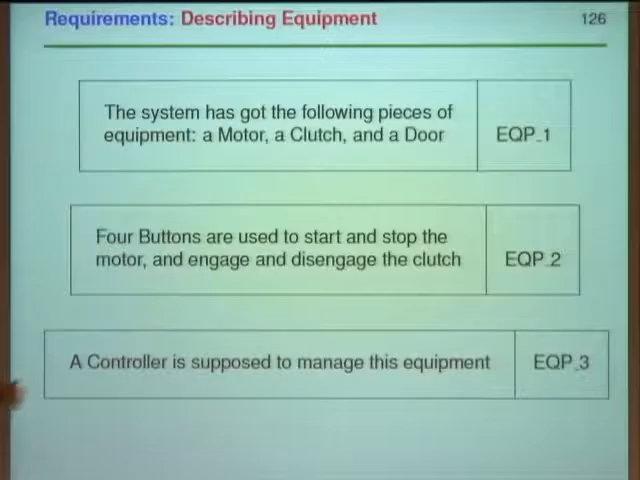 Requirements: Describing Equipment
126
The system has got the following pieces of
equipment: a Motor, a Clutch, and a Door
EQP_1
Four Buttons are used to start and stop the
motor, and engage and disengage the clutch
EQP_2
A Controller is supposed to manage this equipment
EQP_3